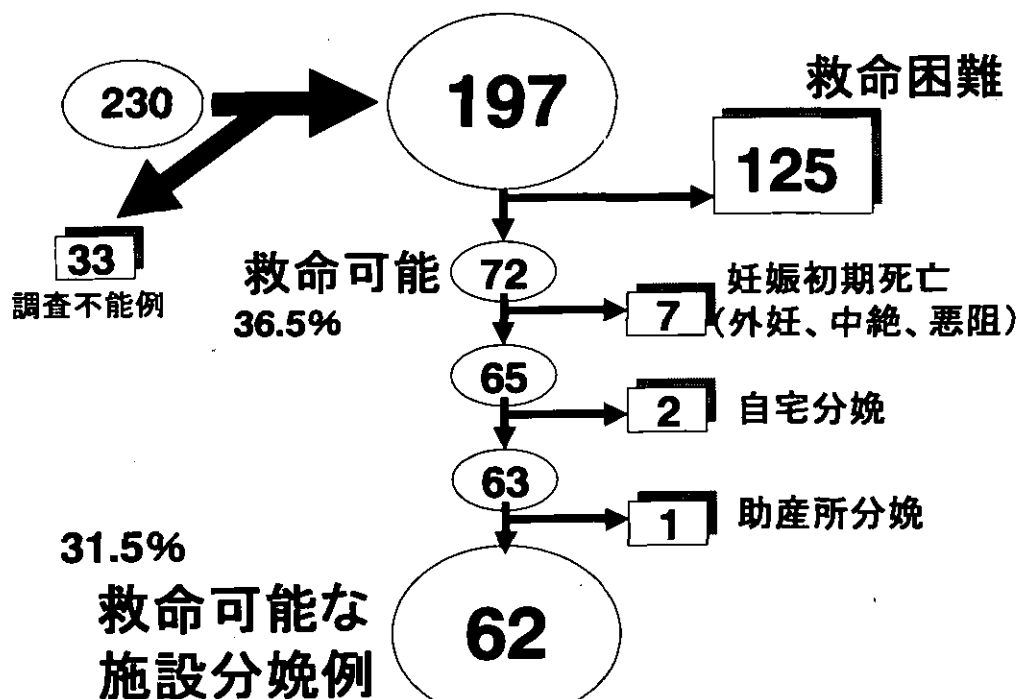 230
197
救命困難
125
33
調査不能例
救命可能
36.5%
72
7
妊娠初期死亡
(外妊、中絶、悪阻)
65
2
自宅分娩
63
1
助産所分娩
31.5%
救命可能な
施設分娩例
62